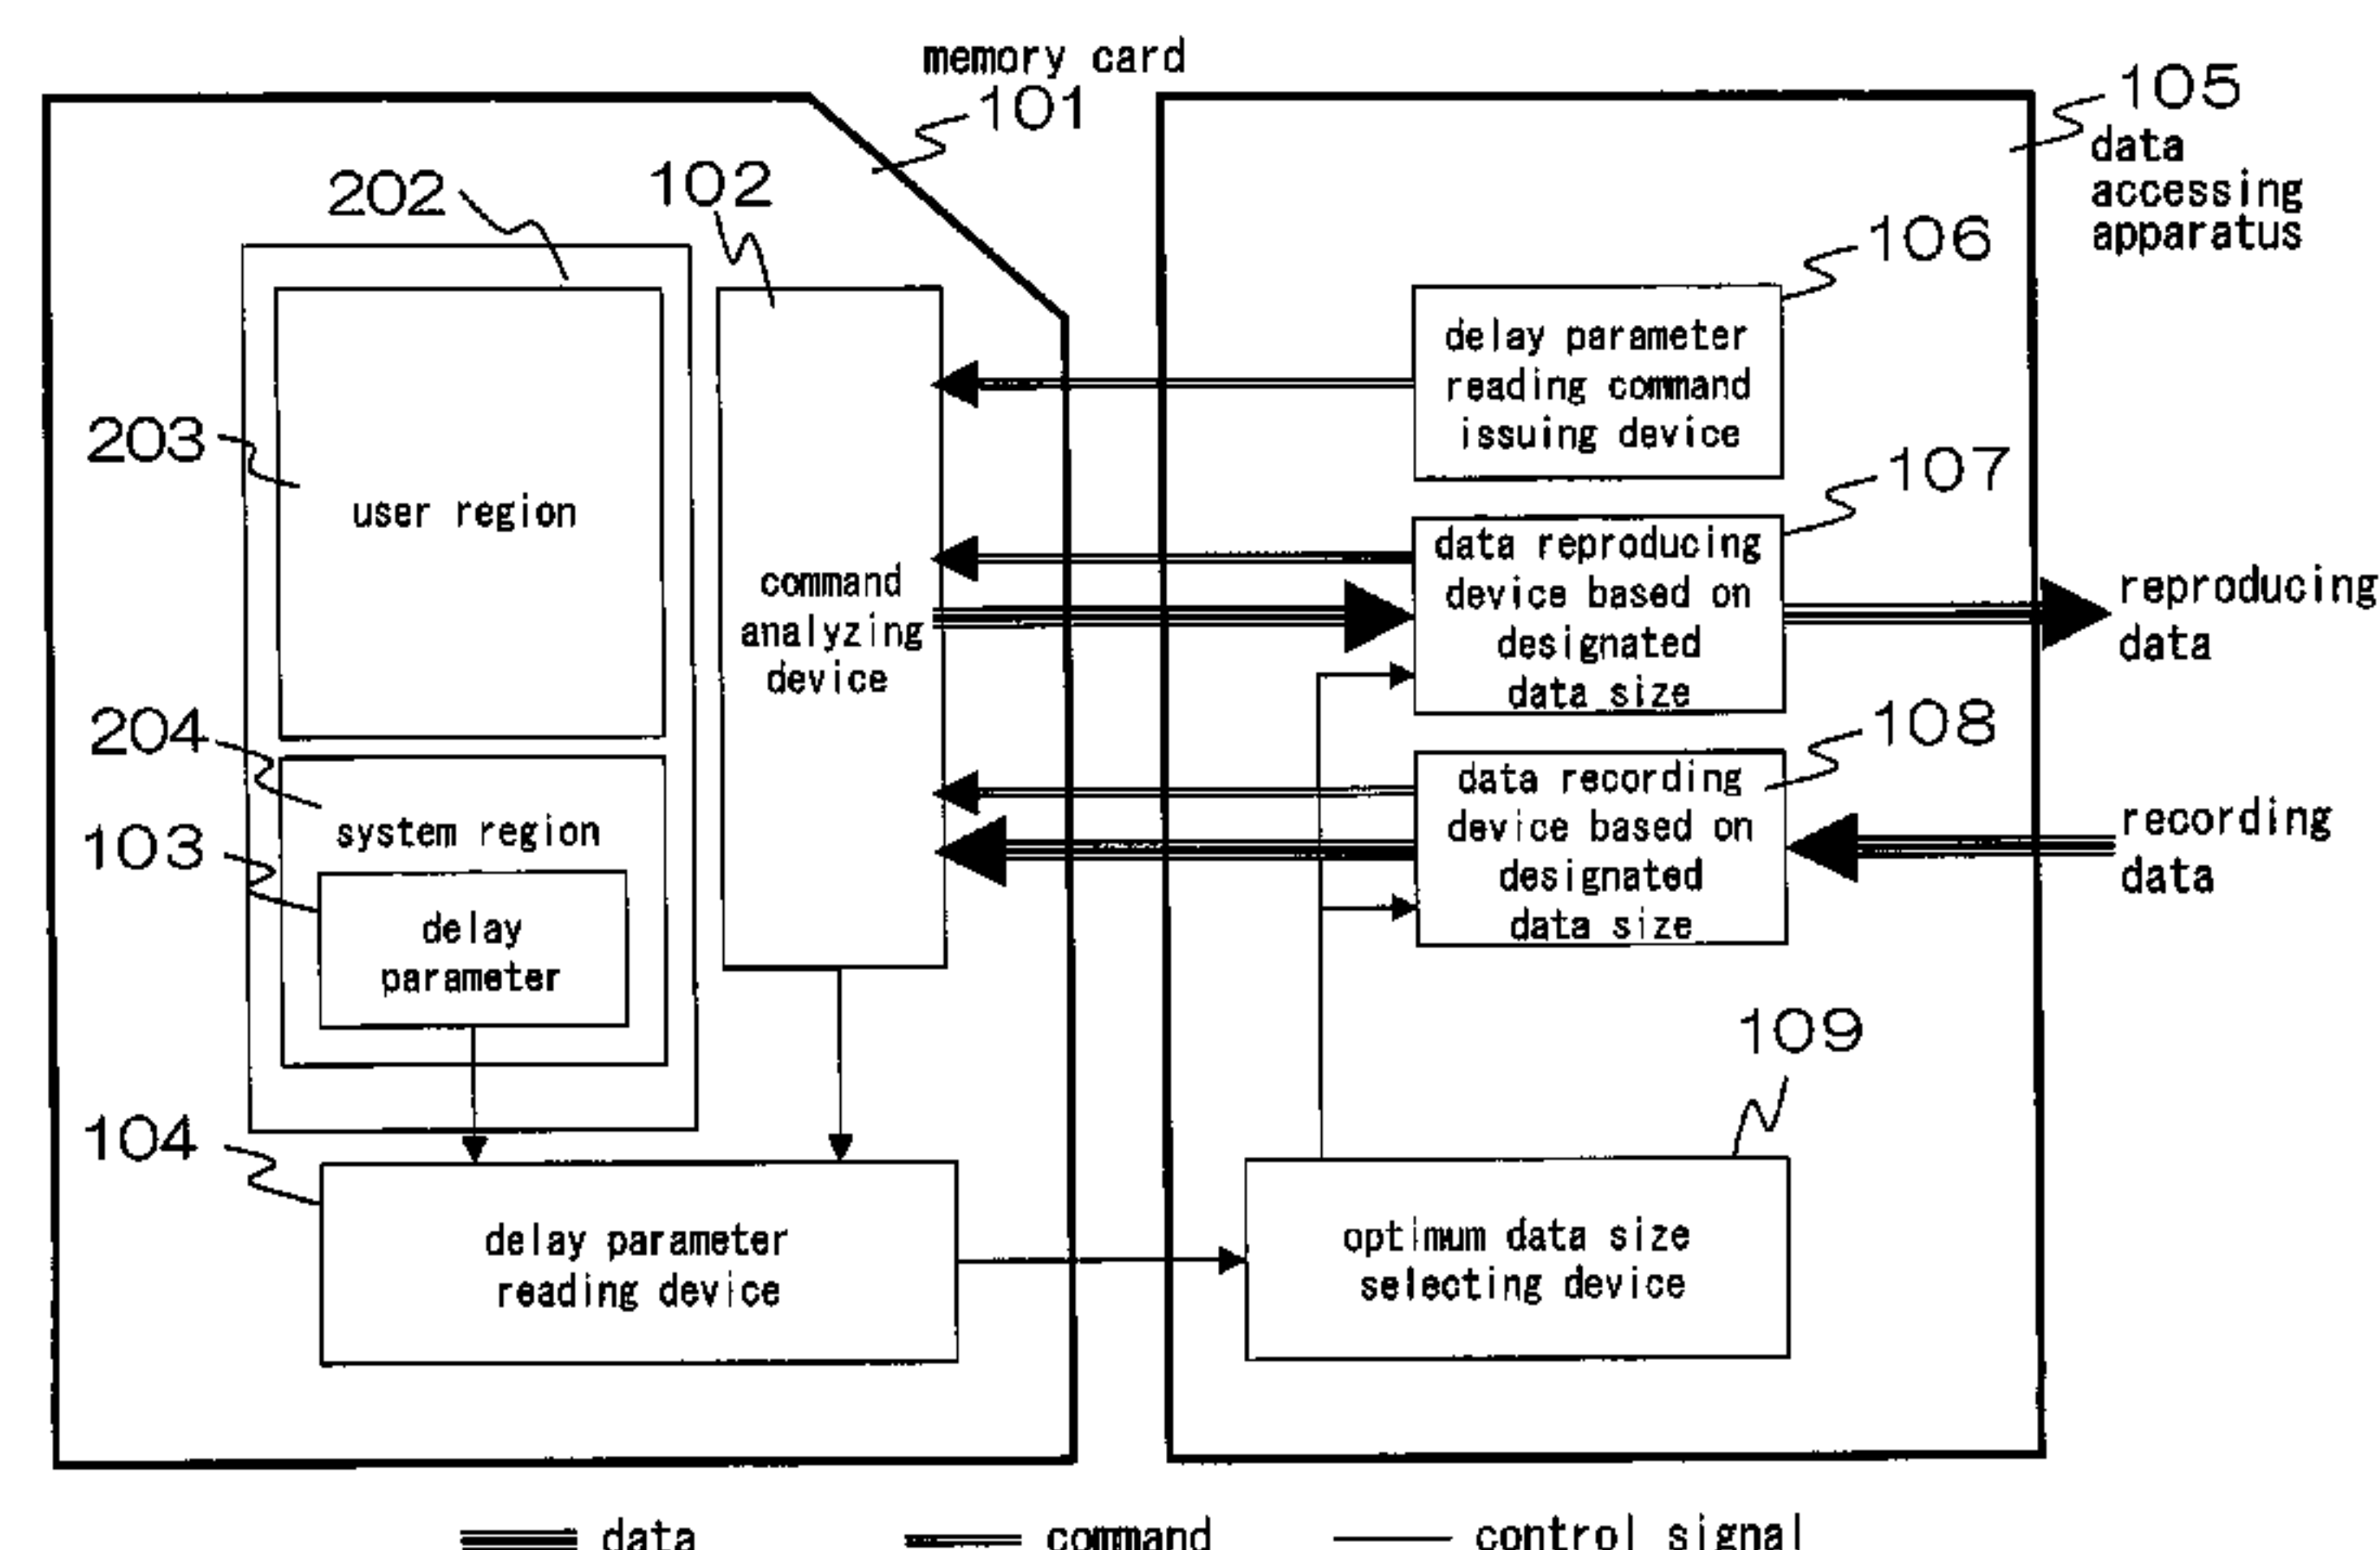 memory card
101
105
data
accessing
apparatus
202
102
106
delay parameter
reading command
issuing device
203
user region
107
data reproducing
device based on
designated
data size
reproducing
data
command
analyzing
device
204
108
system region
data recording
device based on
designated
data size
recording
data
103
delay
parameter
109
104
delay parameter
reading device
optimum data size
selecting device
data
command
control signal